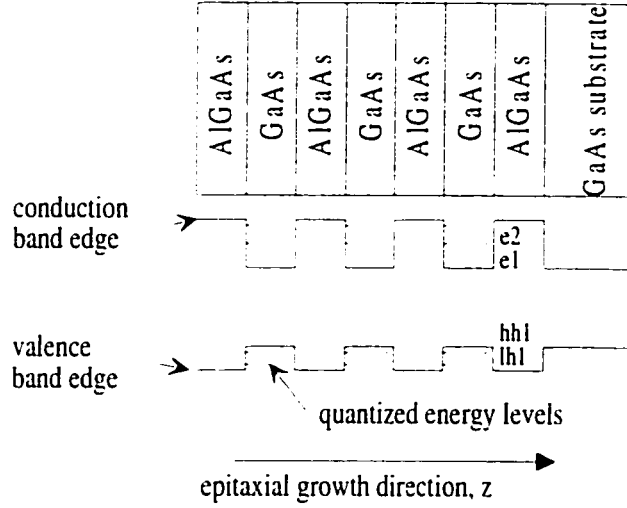 AlGaAs
GaAs
AlGaAs
GaAs
AlGaAs
GaAs
AlGaAs
GaAs substrate
conduction
band edge
e2
e1
valence
band edge
hh1
lh1
quantized energy levels
epitaxial growth direction, z